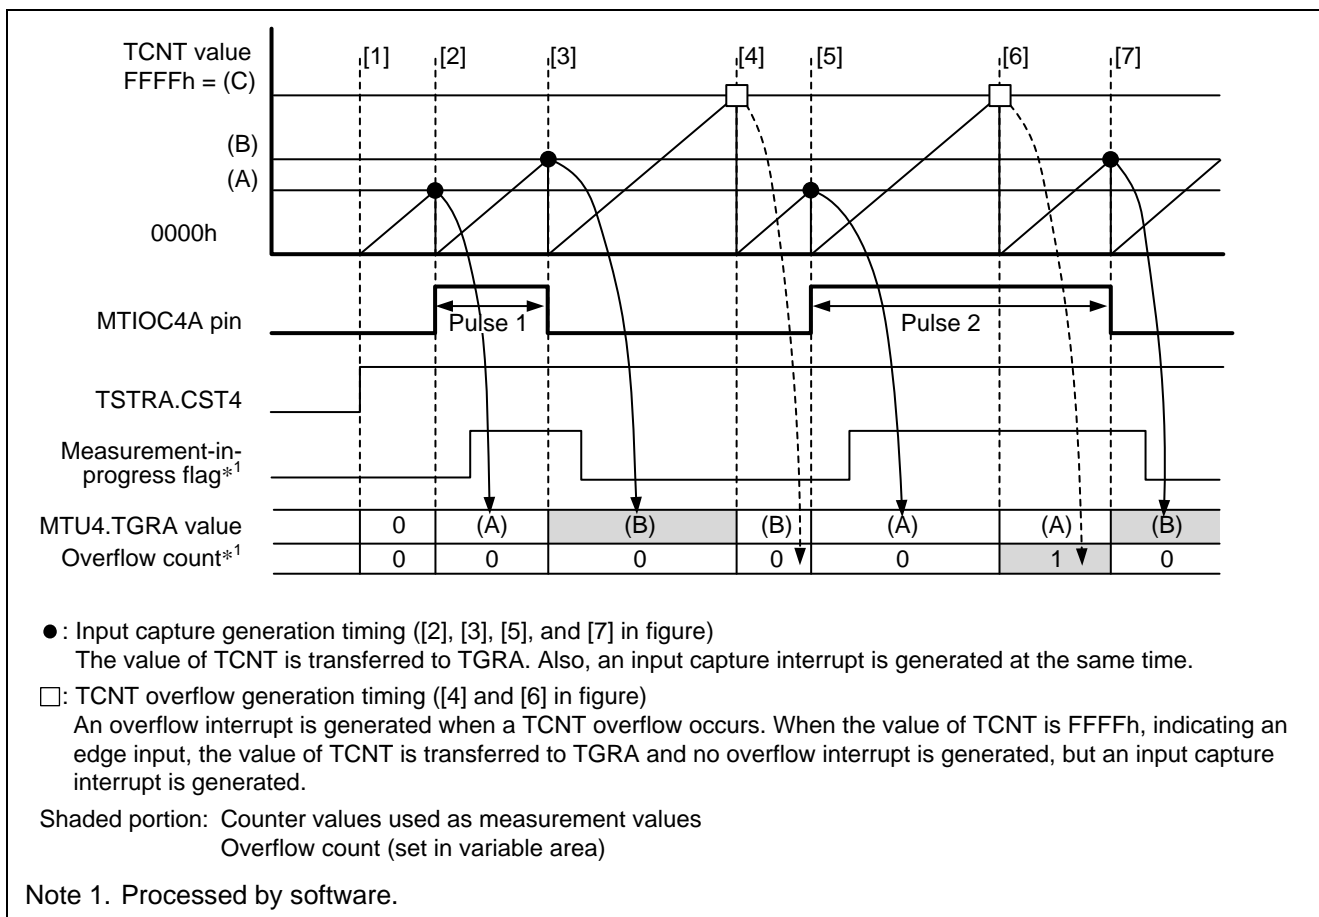 TCNT value
FFFFh = (C)
[1] [2] [3] [4] [5] [6] [7]
(B)
(A)
0000h
MTIOC4A pin
Pulse 1 Pulse 2
TSTRA.CST4
Measurement-in-
progress flag*1
MTU4.TGRA value 0 (A) (B) (B) (A) (A) (B)
Overflow count*1 0 0 0 0 0 1 0
●: Input capture generation timing ([2], [3], [5], and [7] in figure)
The value of TCNT is transferred to TGRA. Also, an input capture interrupt is generated at the same time.
□: TCNT overflow generation timing ([4] and [6] in figure)
An overflow interrupt is generated when a TCNT overflow occurs. When the value of TCNT is FFFFh, indicating an
edge input, the value of TCNT is transferred to TGRA and no overflow interrupt is generated, but an input capture
interrupt is generated.
Shaded portion: Counter values used as measurement values
Overflow count (set in variable area)
Note 1. Processed by software.